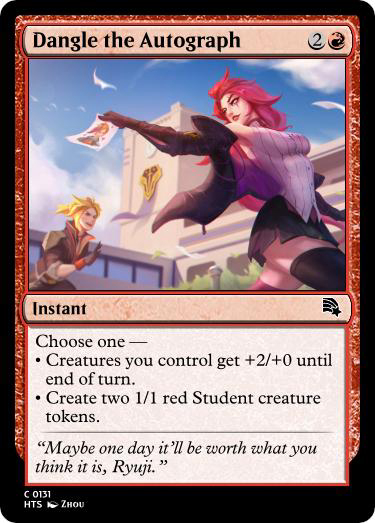 Dangle the Autograph 2
Instant
Choose one —
• Creatures you control get +2/+0 until
end of turn.
• Create two 1/1 red Student creature
tokens.
“Maybe one day it’ll be worth what you
think it is, Ryuji.”
C 0131
HTS Zhou